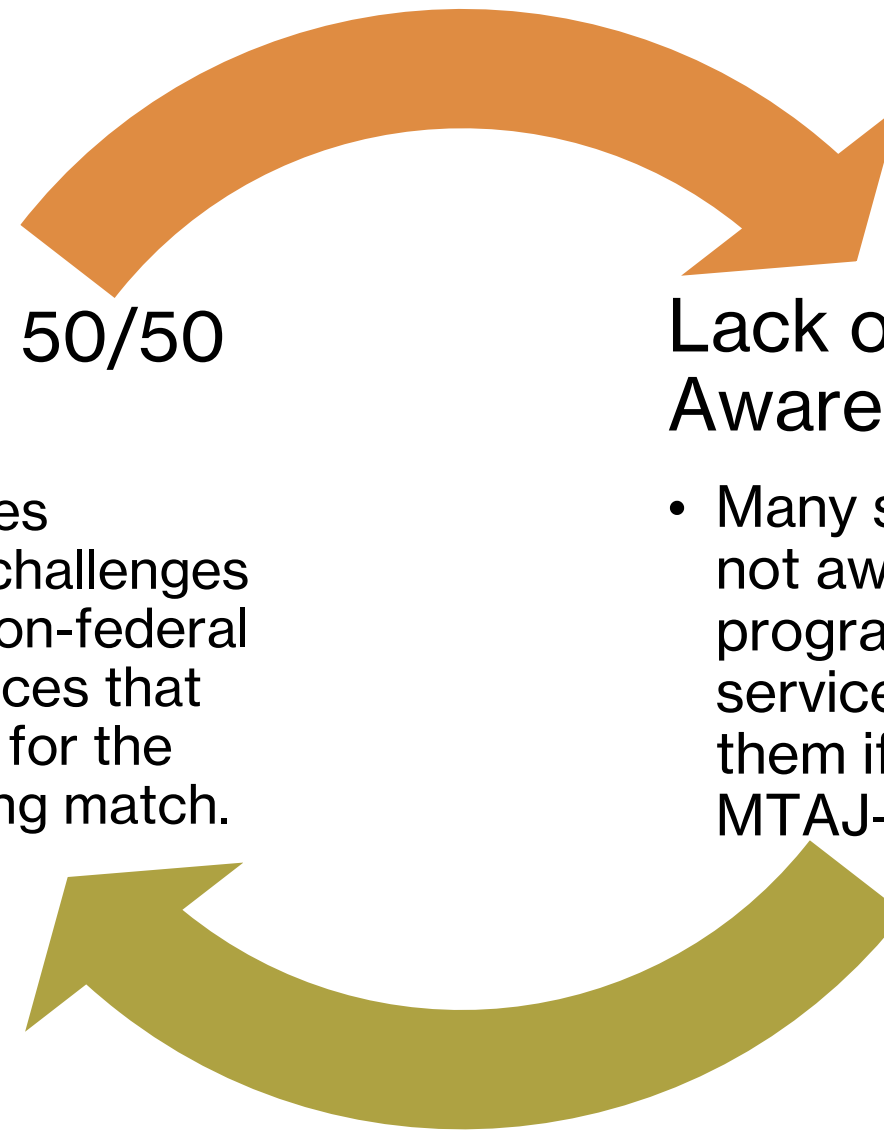 50/50
es
challenges
on-federal
ces that
for the
ng match.
Lack o
Aware
• Many s
not aw
progra
service
them if
MTAJ-